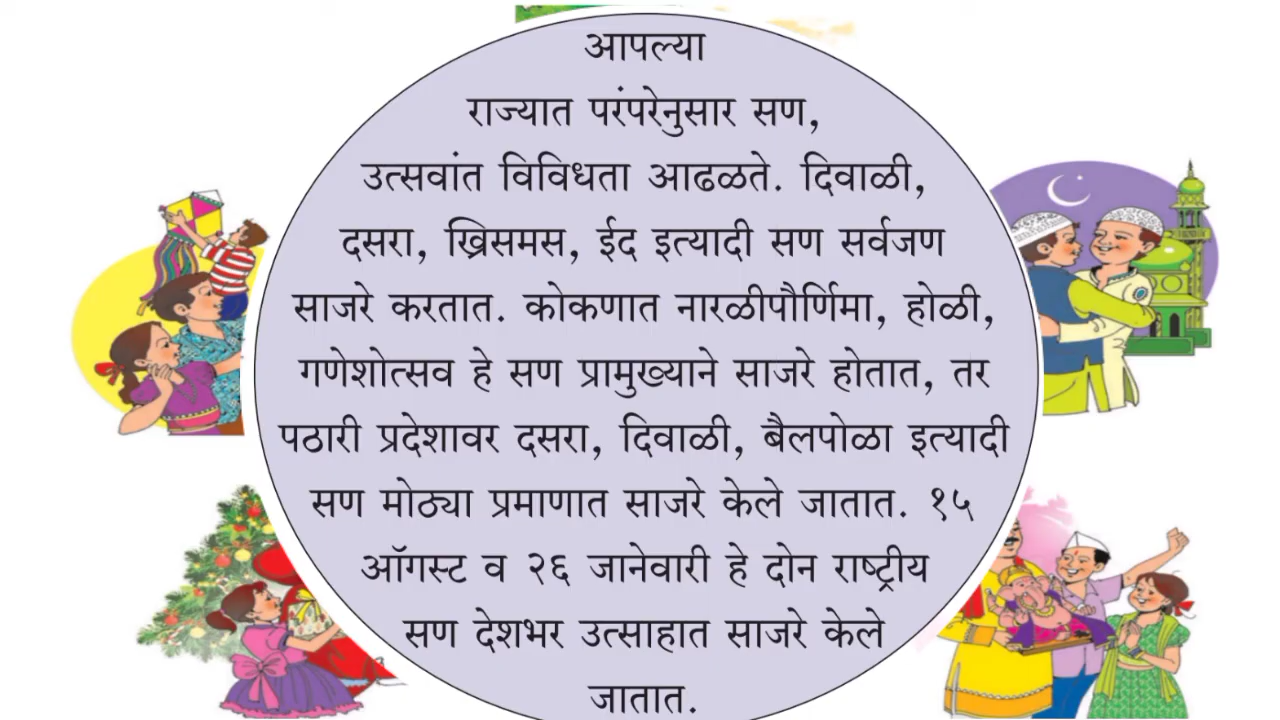 आपल्या
राज्यात परंपरेनुसार सण,
उत्सवांत विविधता आढळते. दिवाळी,
दसरा, ख्रिसमस, ईद इत्यादी सण सर्वजण
साजरे करतात. कोकणात नारळीपौर्णिमा, होळी,
गणेशोत्सव हे सण प्रामुख्याने साजरे होतात, तर
पठारी प्रदेशावर दसरा, दिवाळी, बैलपोळा इत्यादी
सण मोठ्या प्रमाणात साजरे केले जातात. १५
ऑगस्ट व २६ जानेवारी हे दोन राष्ट्रीय
सण देशभर उत्साहात साजरे केले
जातात.